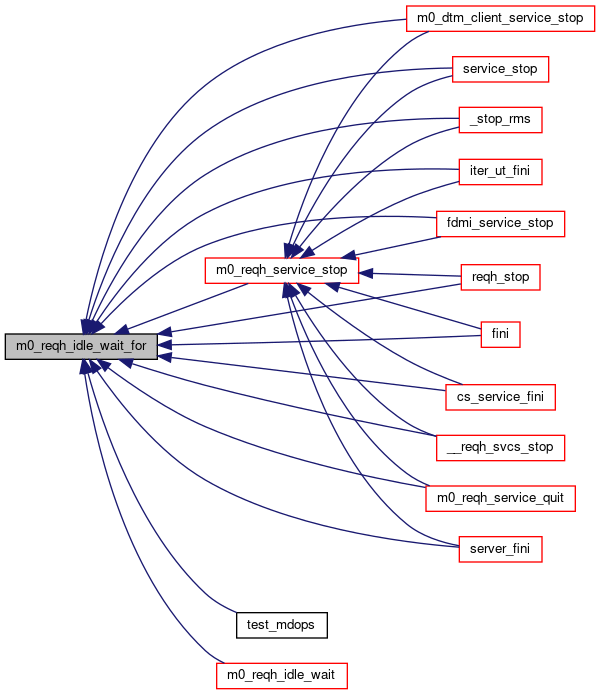 m0_dtm_client_service_stop
service_stop
_stop_rms
iter_ut_fini
fdmi_service_stop
m0_reqh_service_stop
reqh_stop
fini
m0_reqh_idle_wait_for
cs_service_fini
__reqh_svcs_stop
m0_reqh_service_quit
server_fini
test_mdops
m0_reqh_idle_wait